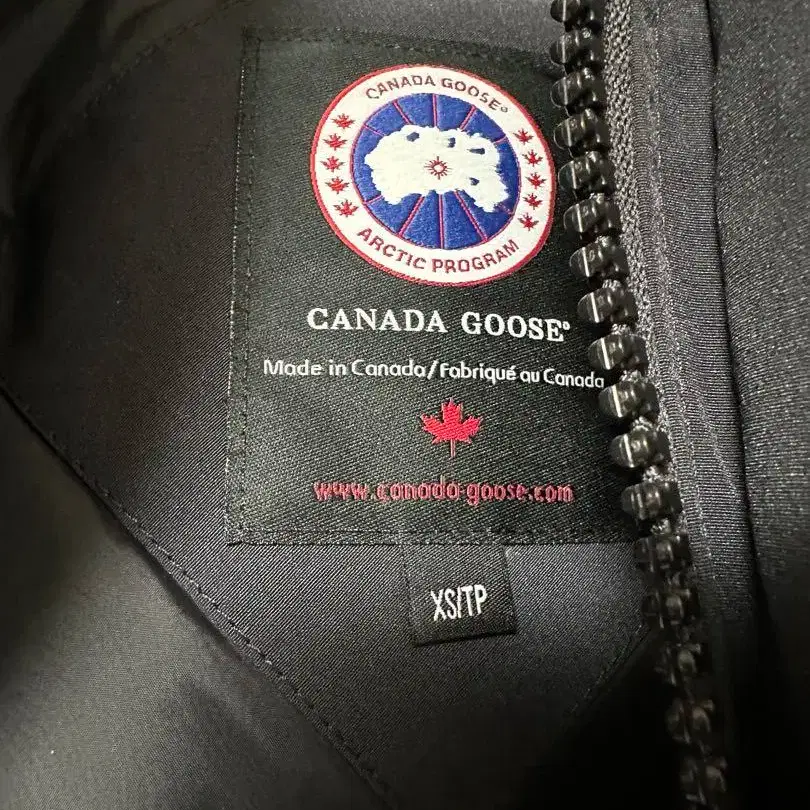 CANADA GOOSE®
ARCTIC PROGRAM
CANADA GOOSE®
Made in Canada/Fabriqué au Canada
www.canada-goose.com
XS/TP